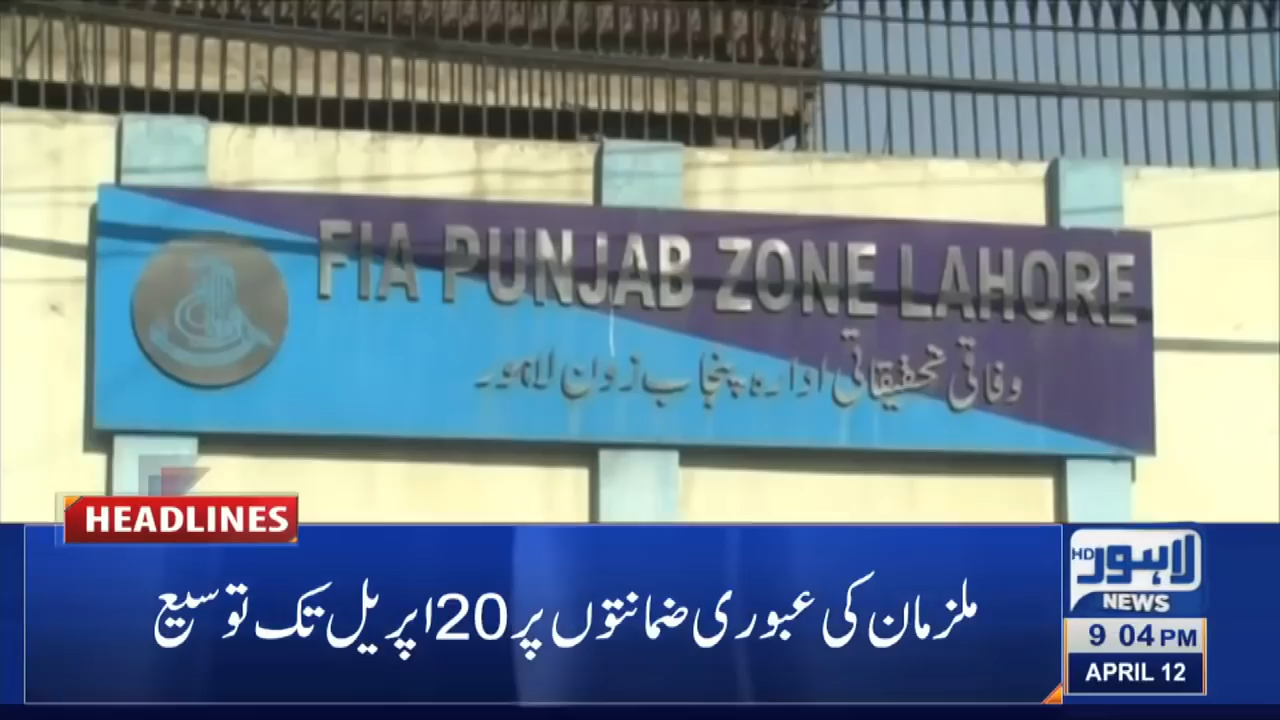 FIA PUNJAB ZONE LAHORE
وفاقی تحقیقاتی ادارہ پنجاب زون لاہور
HEADLINES
ملزمان کی عبوری ضمانتوں پر 20 اپریل تک توسیع
HD لاہور
NEWS
9 04 PM
APRIL 12